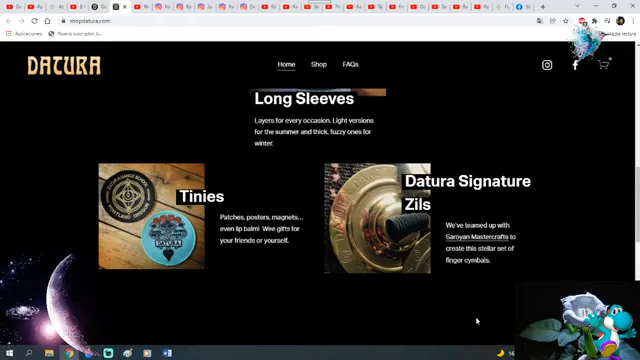 shopdatura.com
Aplicaciones
Lista de lectura
DATURA
Home Shop FAQs
Long Sleeves
Layers for every occasion. Light versions
for the summer and thick, fuzzy ones for
winter.
Tinies
Patches, posters, magnets...
even lip balm! Wee gifts for
your friends or yourself.
DATURA
Datura Signature
Zils
We've teamed up with
Saroyan Mastercrafts to
create this stellar set of
finger cymbals.